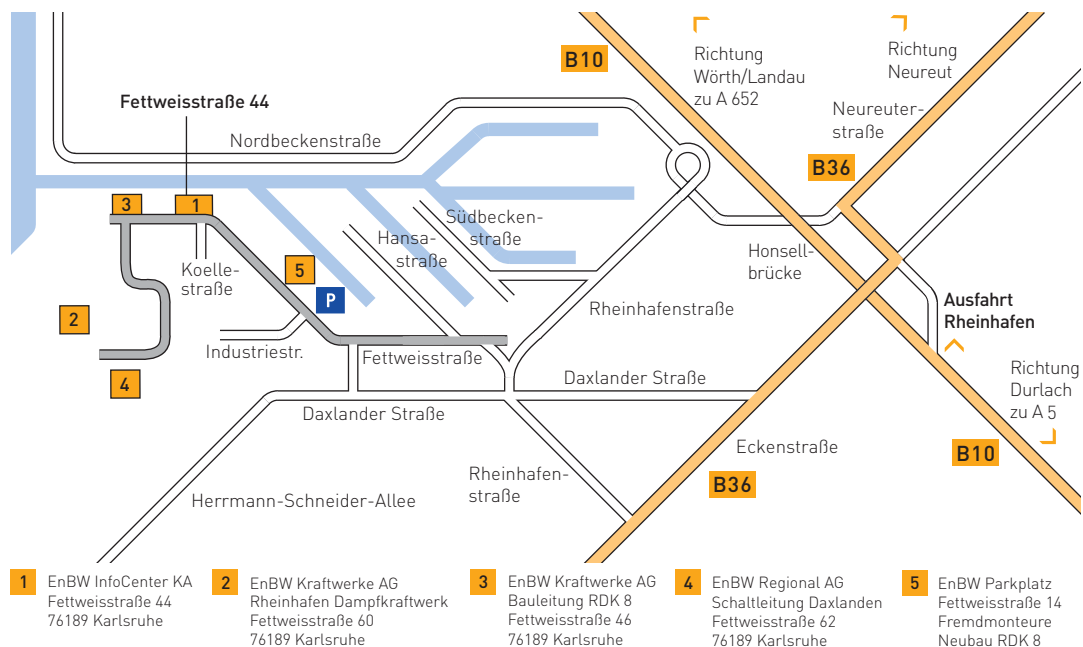 B10
Richtung
Wörth/Landau
zu A 652
Richtung
Neureut
Fettweisstraße 44
Nordbeckenstraße
Neureuter-
straße
B36
3
1
Südbecken-
straße
Hansa-
straße
Honsell-
brücke
Koelle-
straße
5
P
Rheinhafenstraße
Ausfahrt
Rheinhafen
2
Industriestr.
Fettweisstraße
4
Daxlander Straße
Richtung
Durlach
zu A 5
Daxlander Straße
Eckenstraße
B10
B36
Rheinhafen-
straße
Herrmann-Schneider-Allee
1
EnBW InfoCenter KA
Fettweisstraße 44
76189 Karlsruhe
2
EnBW Kraftwerke AG
Rheinhafen Dampfkraftwerk
Fettweisstraße 60
76189 Karlsruhe
3
EnBW Kraftwerke AG
Bauleitung RDK 8
Fettweisstraße 46
76189 Karlsruhe
4
EnBW Regional AG
Schaltleitung Daxlanden
Fettweisstraße 62
76189 Karlsruhe
5
EnBW Parkplatz
Fettweisstraße 14
Fremdmonteure
Neubau RDK 8